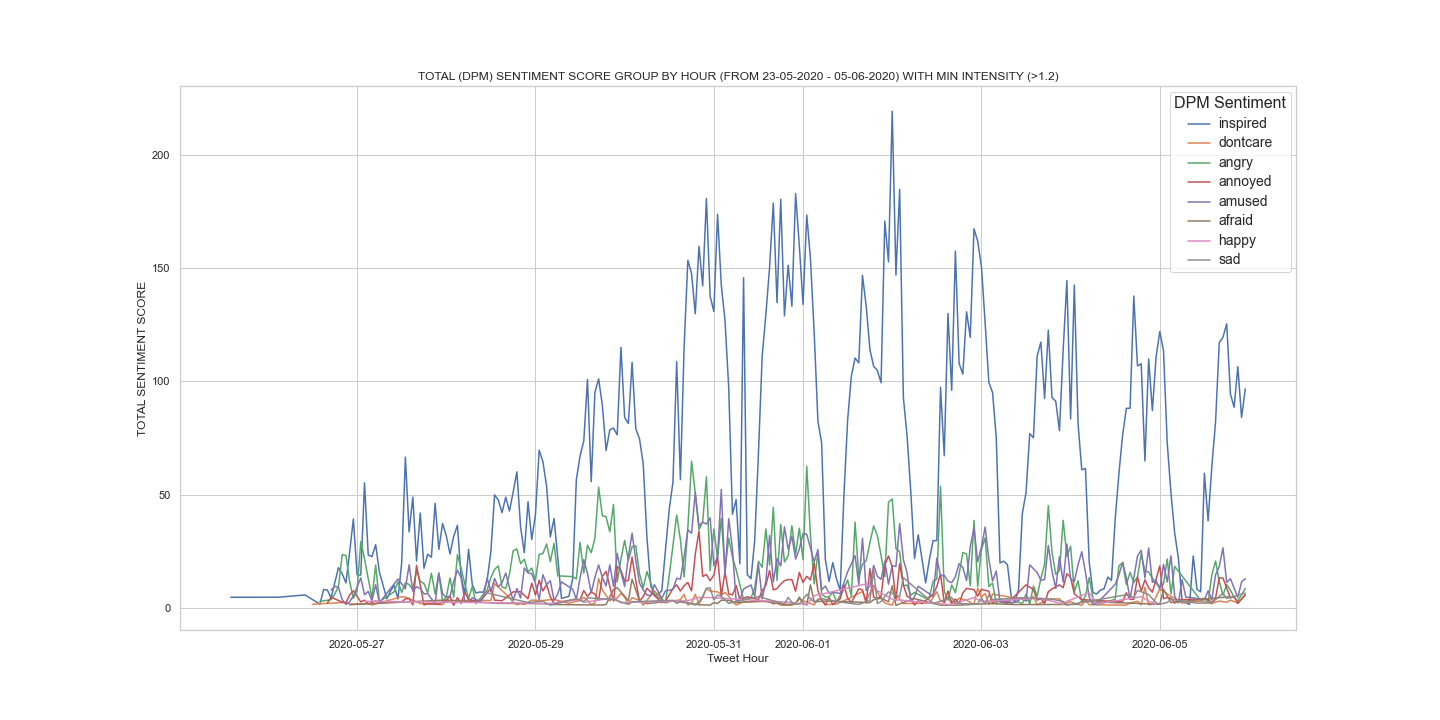 TOTAL (DPM) SENTIMENT SCORE GROUP BY HOUR (FROM 23-05-2020 - 05-06-2020) WITH MIN INTENSITY (>1.2)
DPM Sentiment
inspired
dontcare
angry
annoyed
amused
afraid
happy
sad
TOTAL SENTIMENT SCORE
200
150
100
50
0
2020-05-27
2020-05-29
2020-05-31
2020-06-01
2020-06-03
2020-06-05
Tweet Hour